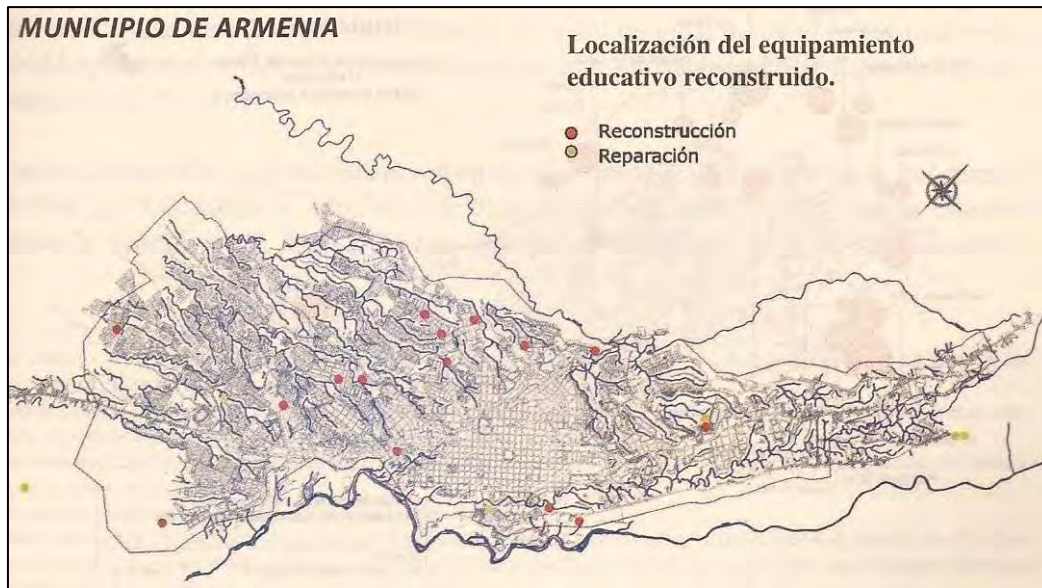 MUNICIPIO DE ARMENIA
Localización del equipamiento
educativo reconstruido.
Reconstrucción
Reparación